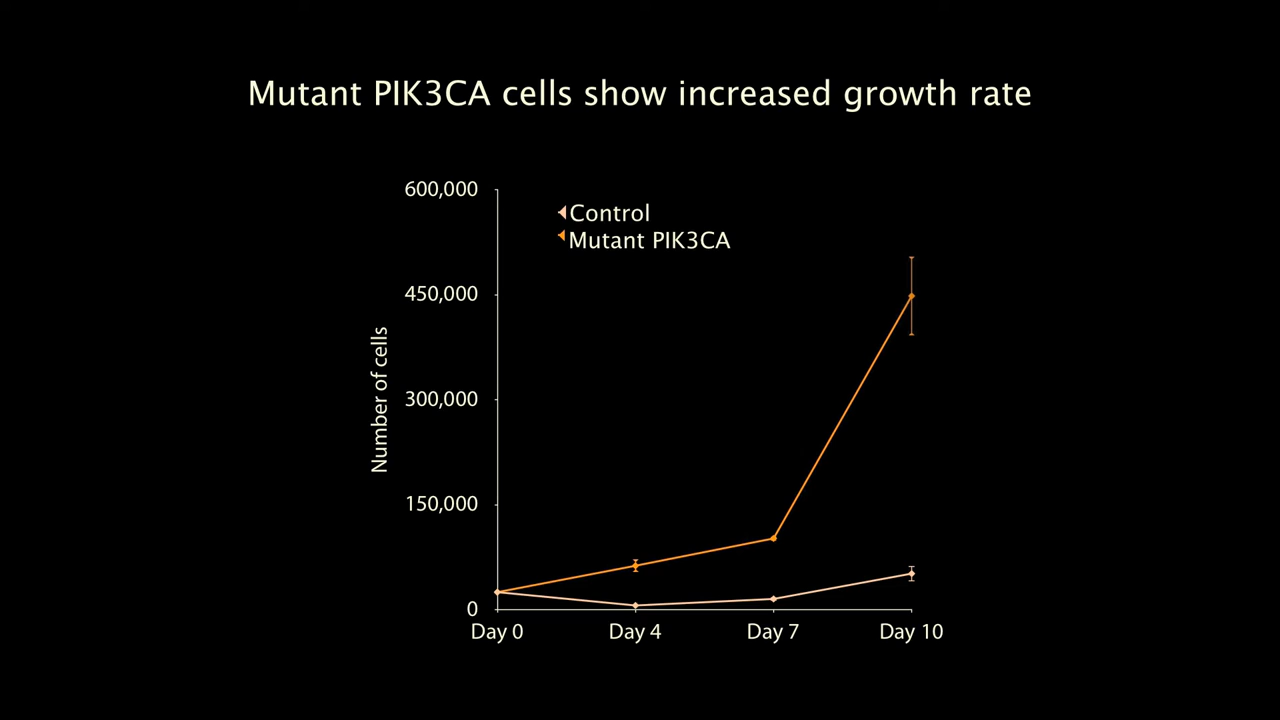 Mutant PIK3CA cells show increased growth rate
600,000
Control
Mutant PIK3CA
450,000
Number of cells
300,000
150,000
0
Day 0 Day 4 Day 7 Day 10